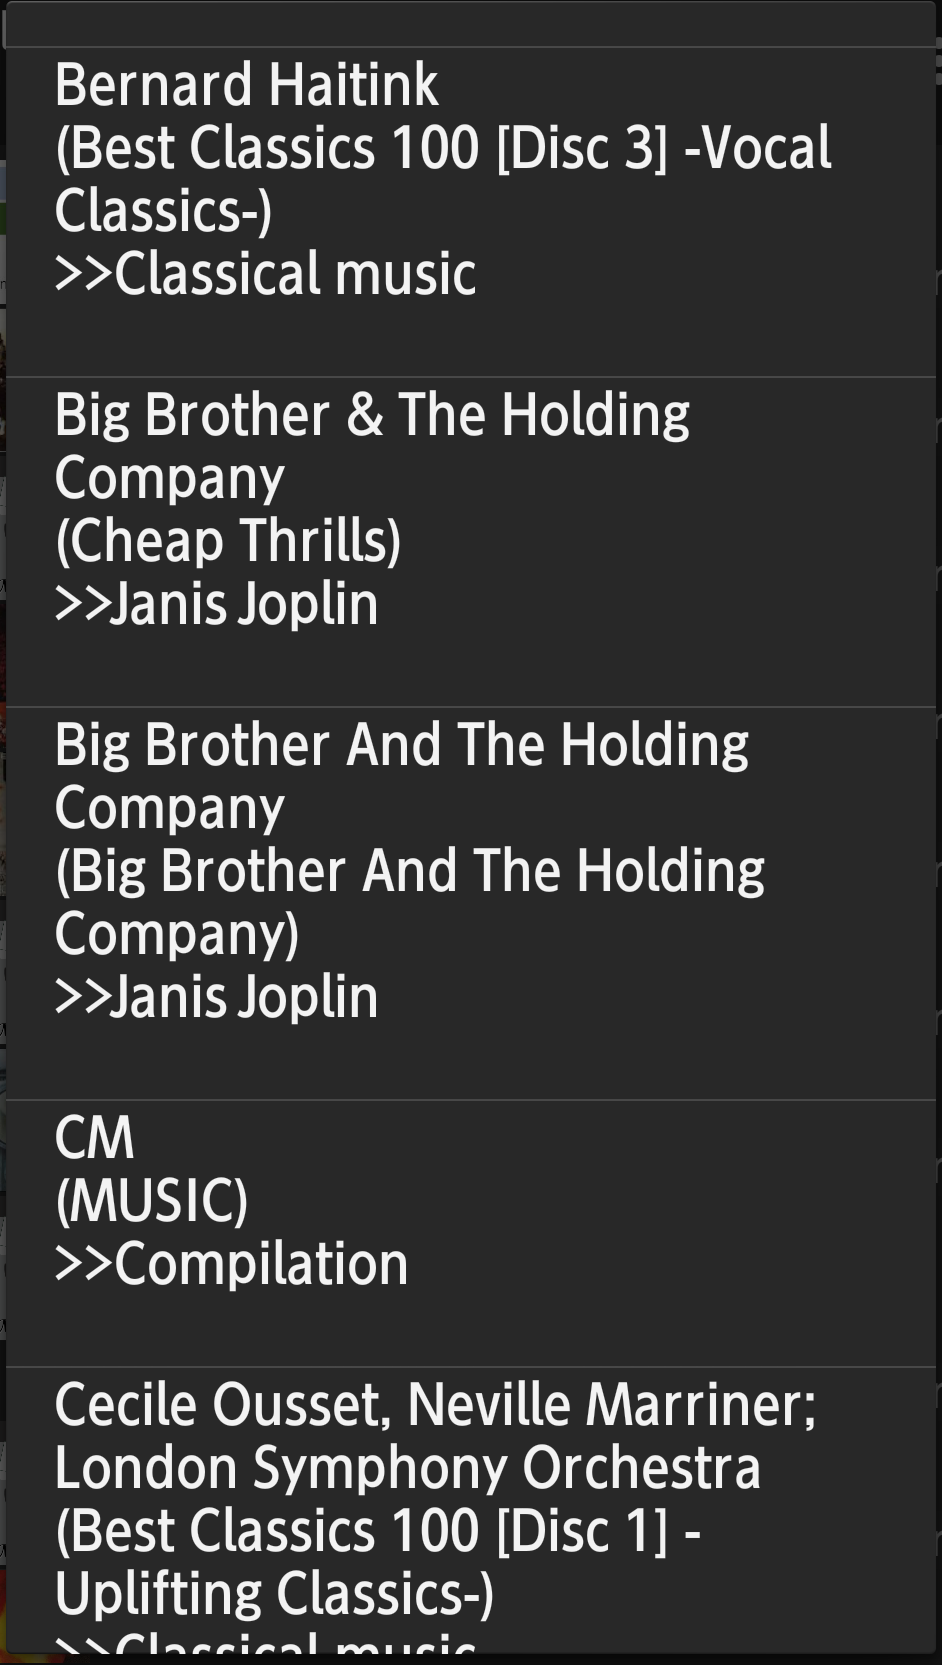 Bernard Haitink
(Best Classics 100 [Disc 3] -Vocal
Classics-)
>>Classical music
Big Brother & The Holding
Company
(Cheap Thrills)
>>Janis Joplin
Big Brother And The Holding
Company
(Big Brother And The Holding
Company)
>>Janis Joplin
CM
(MUSIC)
>>Compilation
Cecile Ousset, Neville Marriner;
London Symphony Orchestra
(Best Classics 100 [Disc 1] -
Uplifting Classics-)
>>Classical music